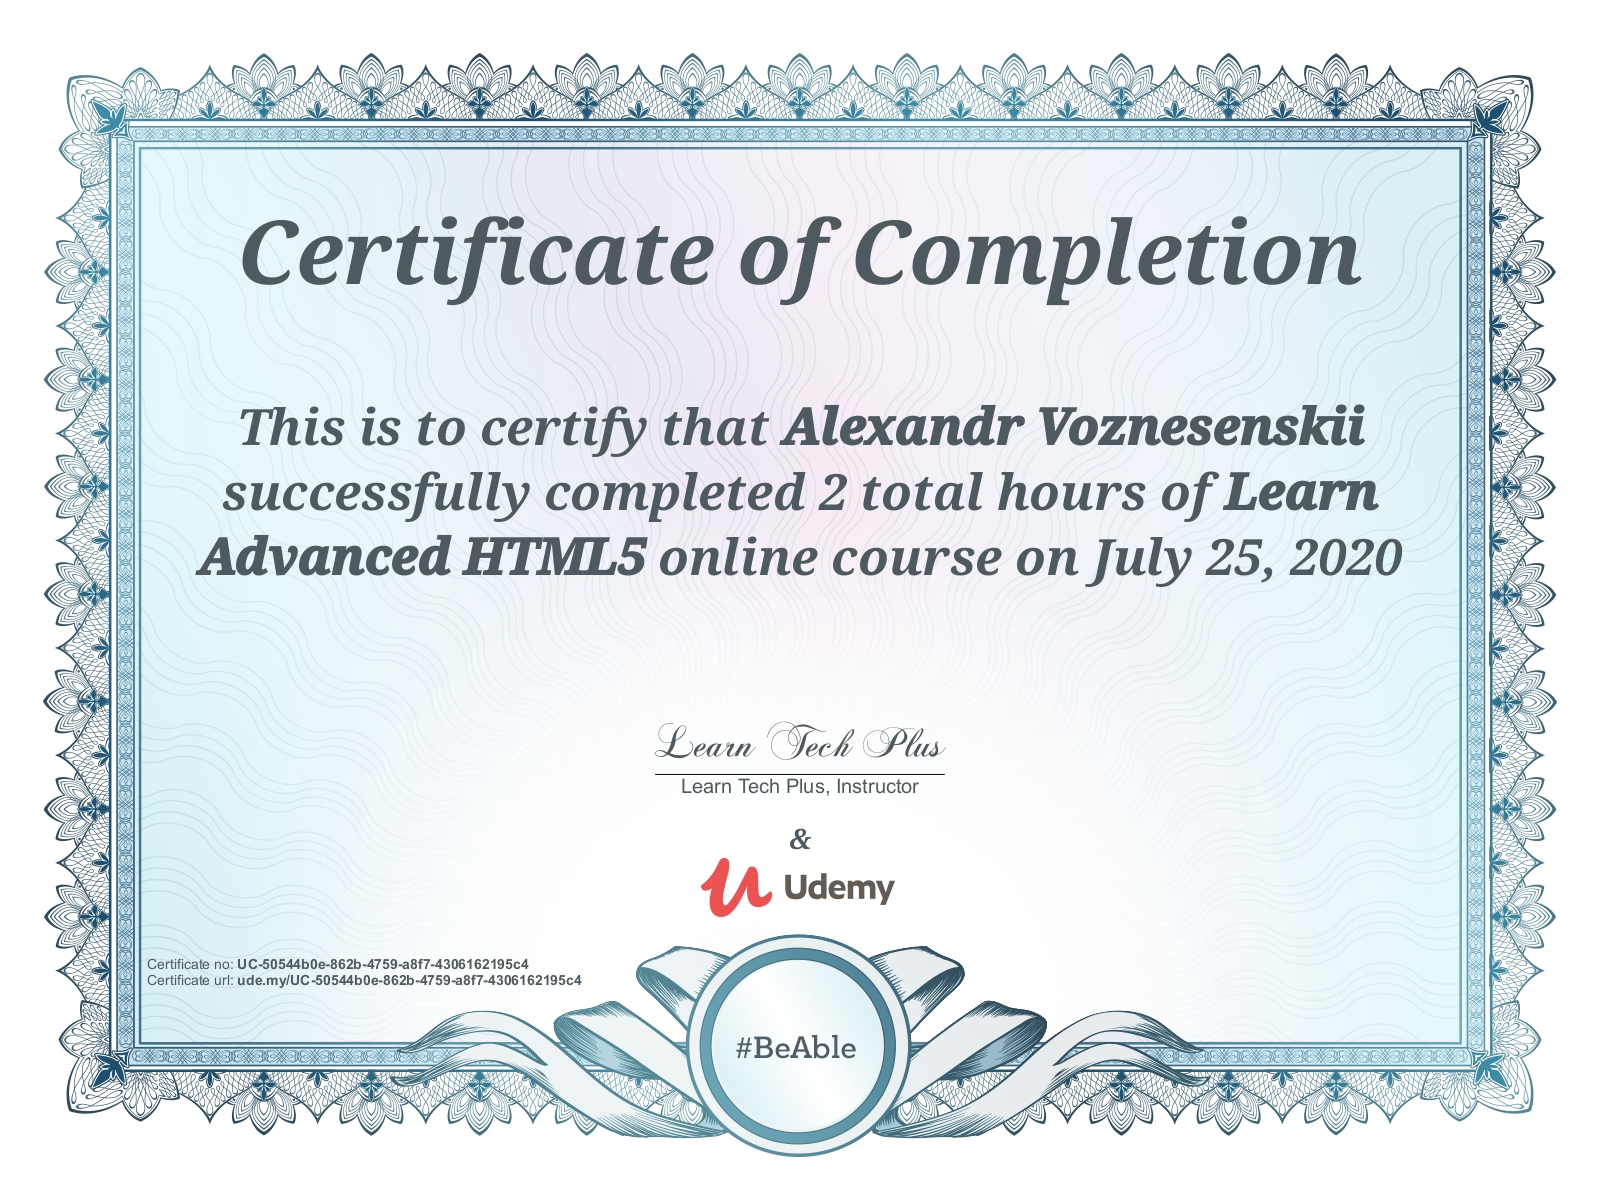 Certificate of Completion
This is to certify that Alexandr Voznesenskii
successfully completed 2 total hours of Learn
Advanced HTML5 online course on July 25, 2020
Learn Tech Plus
Learn Tech Plus, Instructor
&
Udemy
Certificate no: UC-50544b0e-862b-4759-a8f7-4306162195c4
Certificate url: ude.my/UC-50544b0e-862b-4759-a8f7-4306162195c4
#BeAble